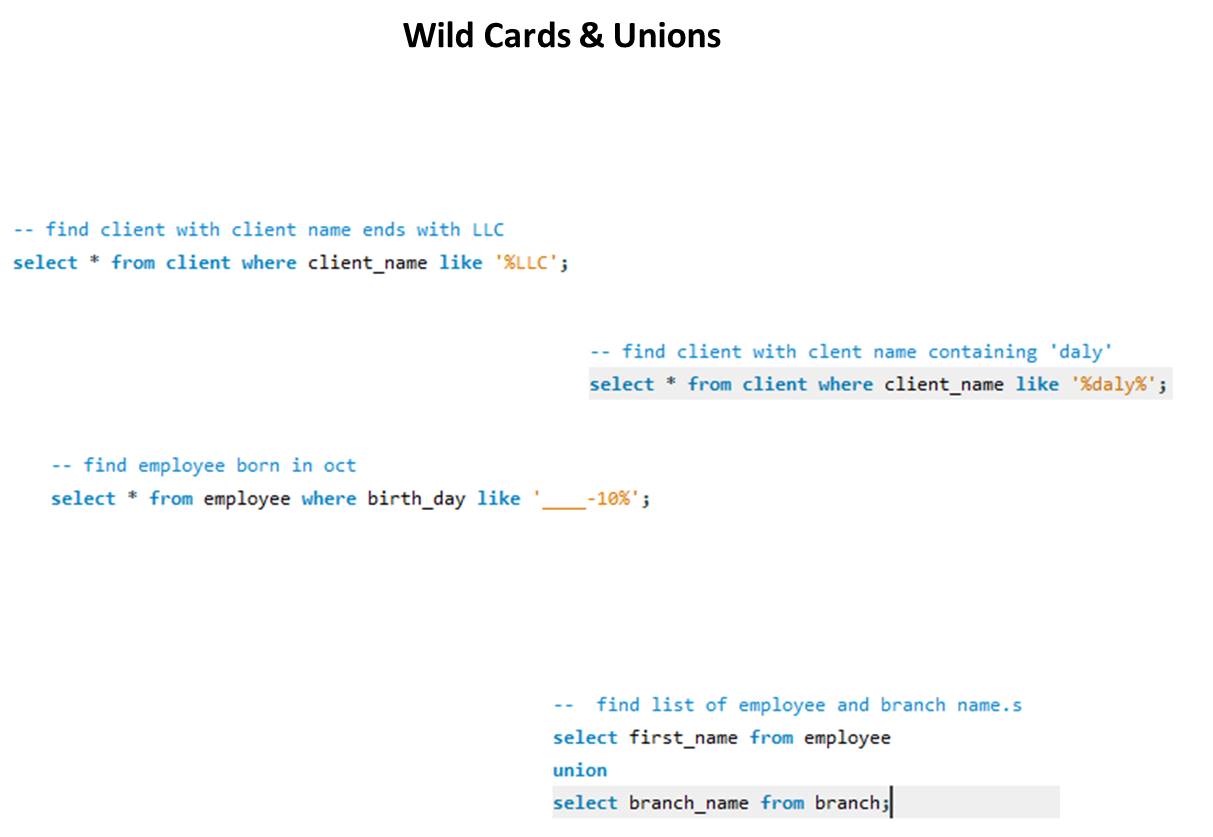 Wild Cards & Unions
-- find client with client name ends with LLC
select * from client where client_name like '%LLC';
-- find client with clent name containing 'daly'
select * from client where client_name like '%daly%';
-- find employee born in oct
select * from employee where birth_day like '____-10%';
--  find list of employee and branch name.s
select first_name from employee
union
select branch_name from branch;